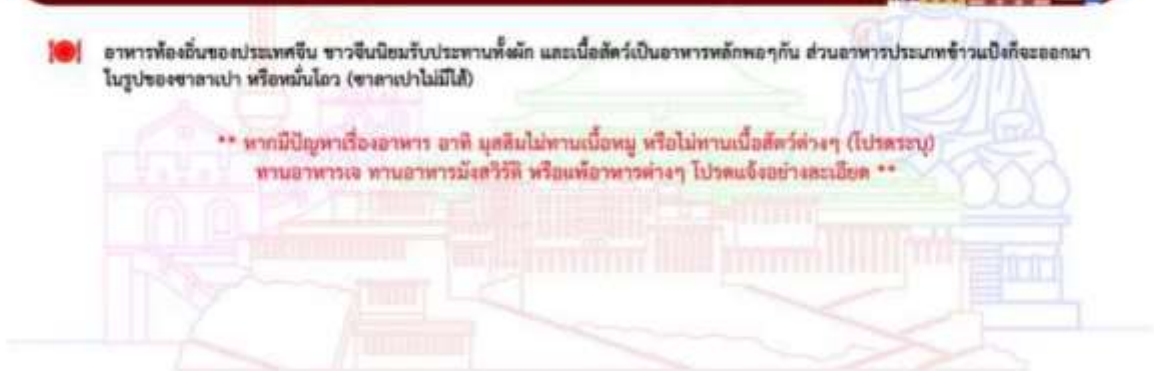 อาหารท้องถิ่นของประเทศจีน ชาวจีนนิยมรับประทานทั้งผัก และเนื้อสัตว์เป็นอาหารหลักพอๆกัน ส่วนอาหารประเภทข้าวแป้งก็จะออกมา
ในรูปของซาลาเปา หรือหมั่นโถว (ซาลาเปาไม่มีไส้)
** หากมีปัญหาเรื่องอาหาร อาทิ มุสลิมไม่ทานเนื้อหมู หรือไม่ทานเนื้อสัตว์ต่างๆ (โปรดระบุ)
ทานอาหารเจ ทานอาหารมังสวิรัติ หรือแพ้อาหารต่างๆ โปรดแจ้งอย่างละเอียด **